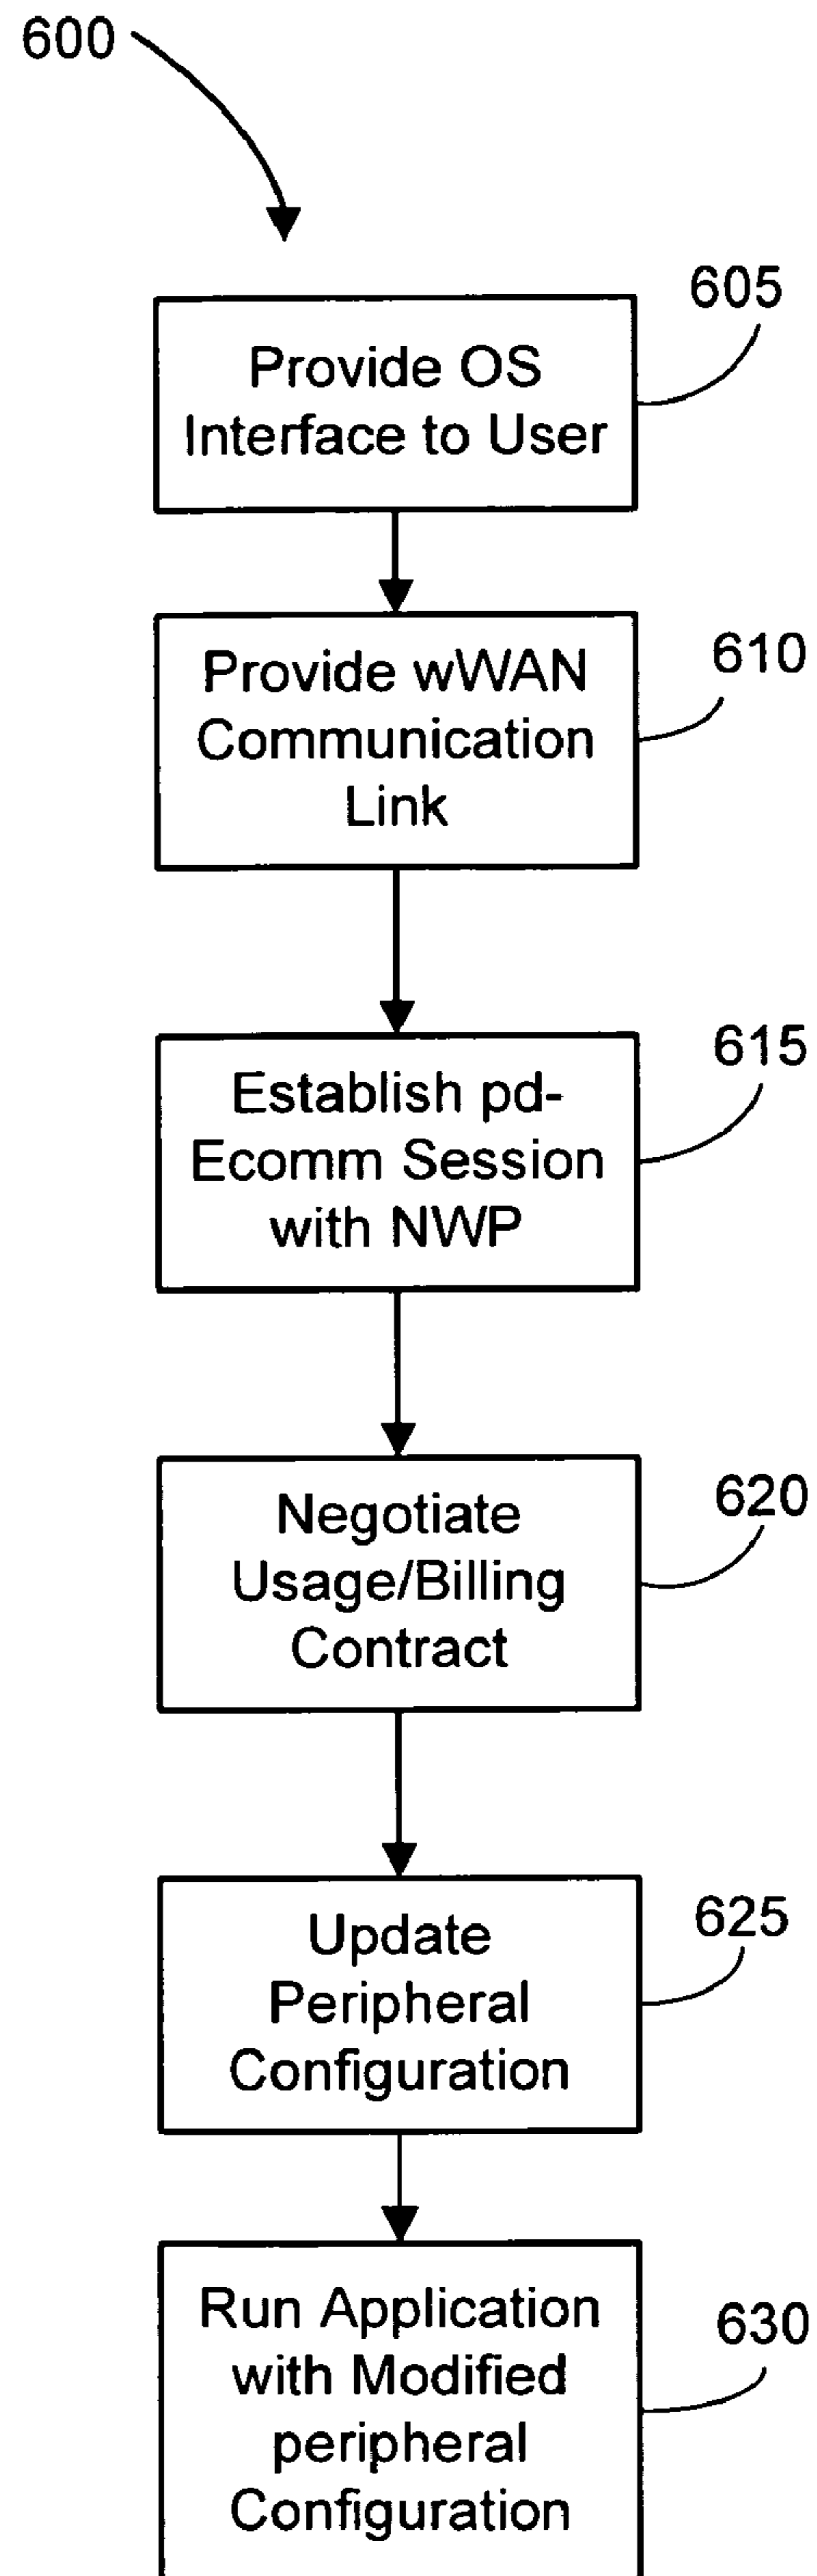 600
605
Provide OS
Interface to User
610
Provide wWAN
Communication
Link
615
Establish pd-
Ecomm Session
with NWP
620
Negotiate
Usage/Billing
Contract
625
Update
Peripheral
Configuration
630
Run Application
with Modified
peripheral
Configuration